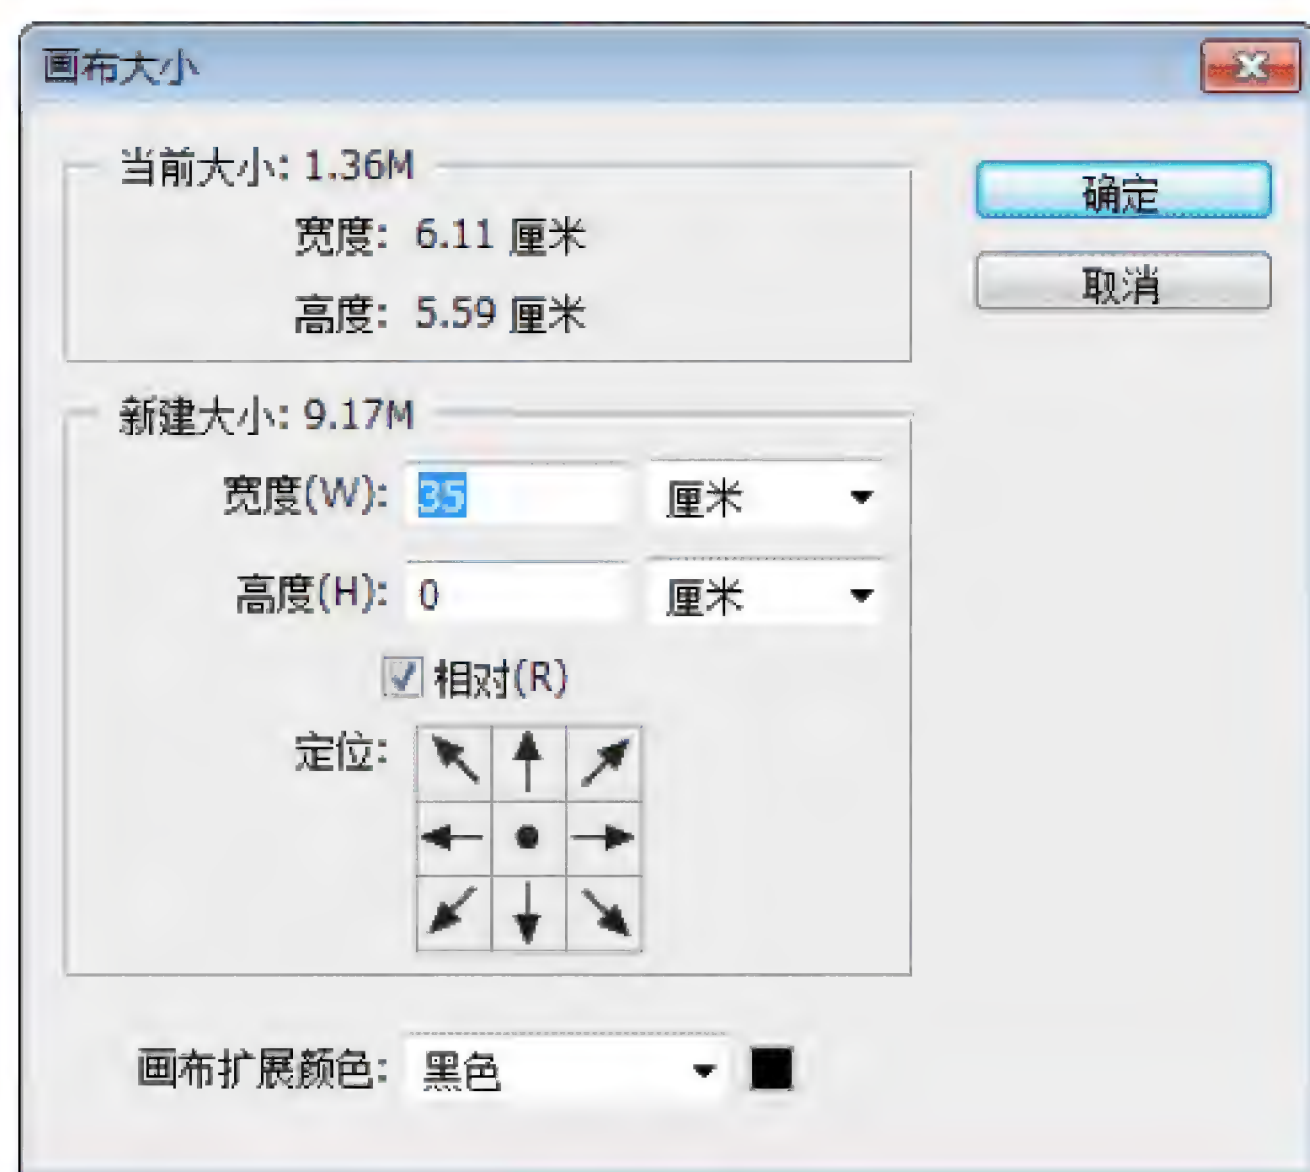 画布大小
当前大小: 1.36M
宽度: 6.11 厘米
高度: 5.59 厘米
确定
取消
新建大小: 9.17M
宽度(W): 35 厘米
高度(H): 0 厘米
相对(R)
定位:
画布扩展颜色: 黑色